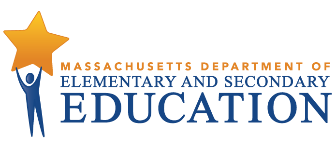 MASSACHUSETTS DEPARTMENT OF
ELEMENTARY AND SECONDARY
EDUCATION